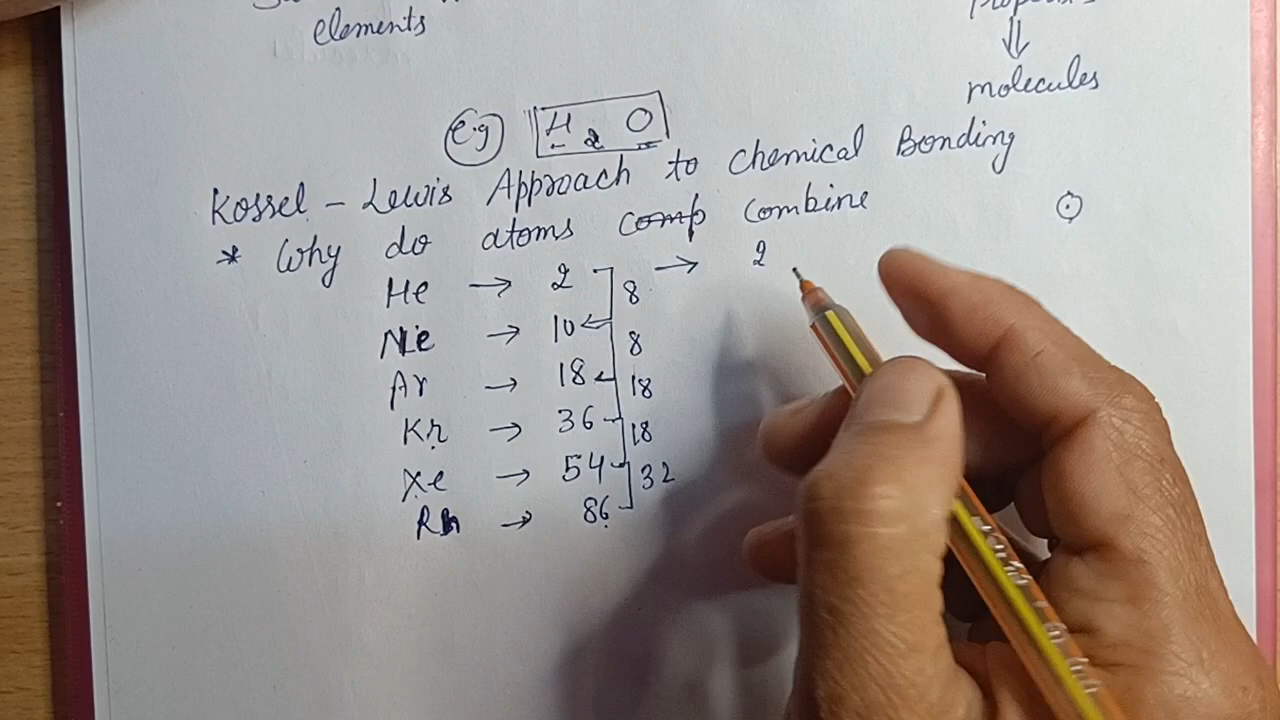 elements
molecules
e.g H2O
Kossel - Lewis Approach to chemical Bonding
* Why do atoms comp combine
He → 2 → 2
8
Ne → 10
8
Ar → 18
18
Kr → 36
18
Xe → 54
32
Rn → 86